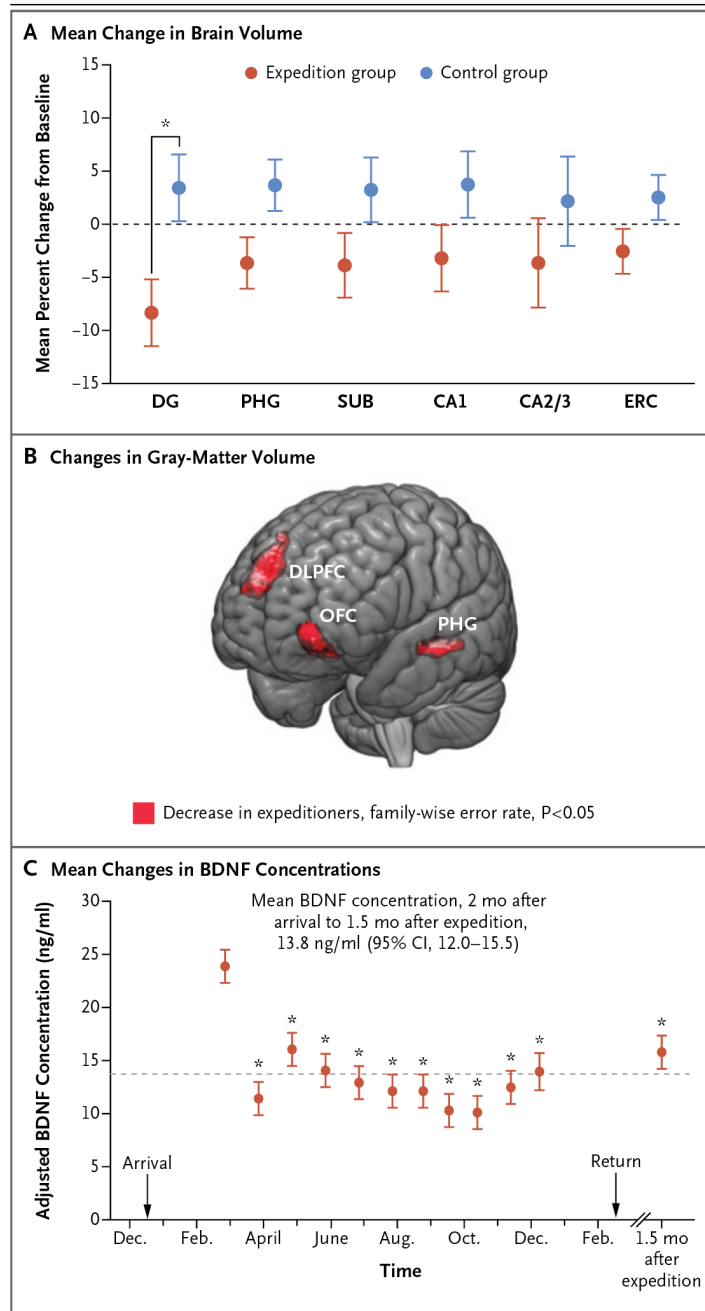 A Mean Change in Brain Volume
Mean Percent Change from Baseline
15
10
5
0
−5
−10
−15
Expedition group
Control group
*
DG
PHG
SUB
CA1
CA2/3
ERC
B Changes in Gray-Matter Volume
DLPFC
OFC
PHG
Decrease in expeditioners, family-wise error rate, P<0.05
C Mean Changes in BDNF Concentrations
Adjusted BDNF Concentration (ng/ml)
30
25
20
15
10
5
0
Mean BDNF concentration, 2 mo after
arrival to 1.5 mo after expedition,
13.8 ng/ml (95% CI, 12.0–15.5)
*
*
*
*
*
*
*
*
*
*
*
Arrival
Return
Dec.
Feb.
April
June
Aug.
Oct.
Dec.
Feb.
1.5 mo
after
expedition
Time